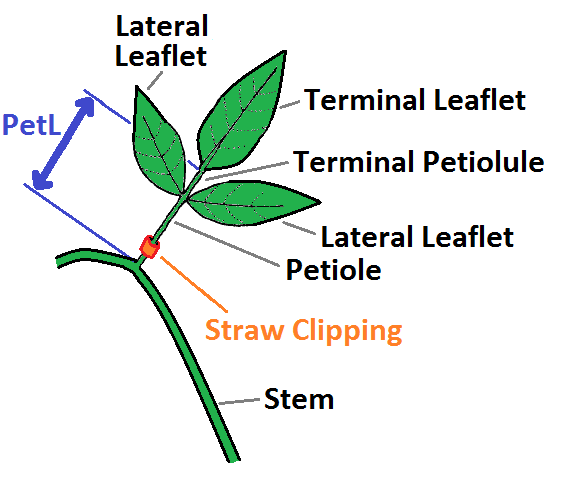 Lateral
Leaflet
PetL
Terminal Leaflet
Terminal Petiolule
Lateral Leaflet
Petiole
Straw Clipping
Stem